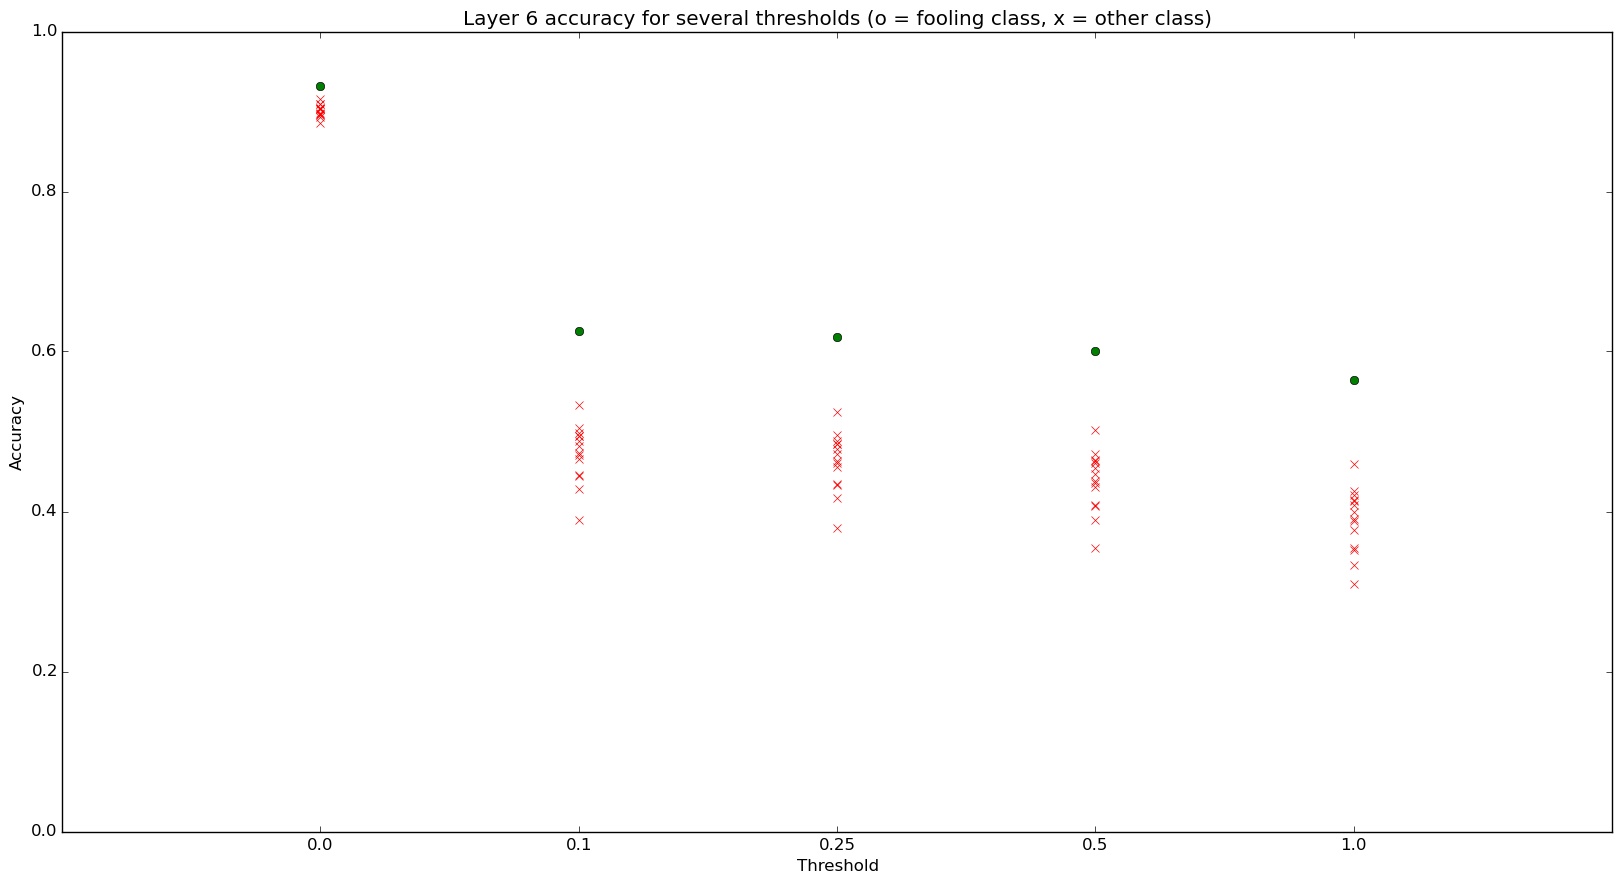 Layer 6 accuracy for several thresholds (o = fooling class, x = other class)
1.0
0.8
0.6
0.4
0.2
0.0
Accuracy
0.0 0.1 0.25 0.5 1.0
Threshold